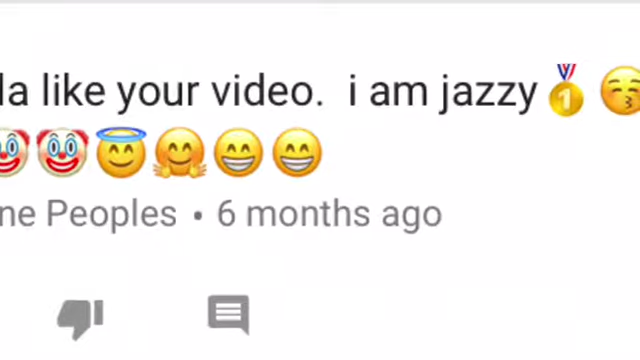 la like your video.  i am jazzy🥇😚
🤡🤡😇🤗😁😁
ne Peoples • 6 months ago